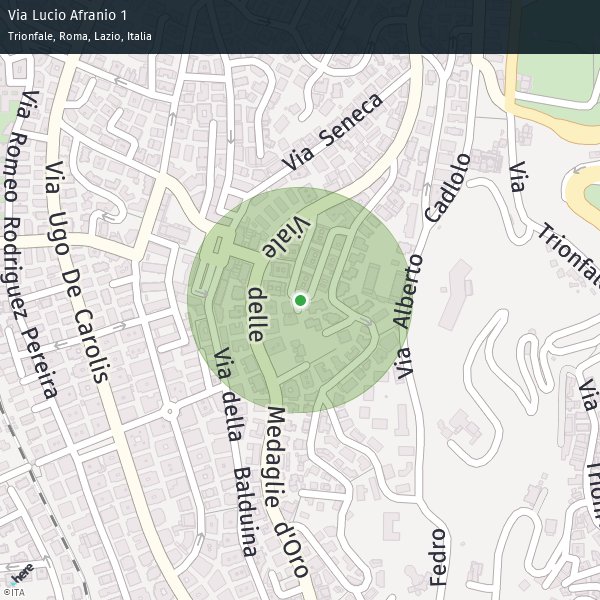 Via Lucio Afranio 1
Trionfale, Roma, Lazio, Italia
Via Romeo Rodriguez Pereira
Via Ugo De Carolis
Via Seneca
Viale delle Medaglie d'Oro
Via della Balduina
Via Alberto Cadlolo
Via Trionfale
Via Trionf
Fedro
here
©ITA